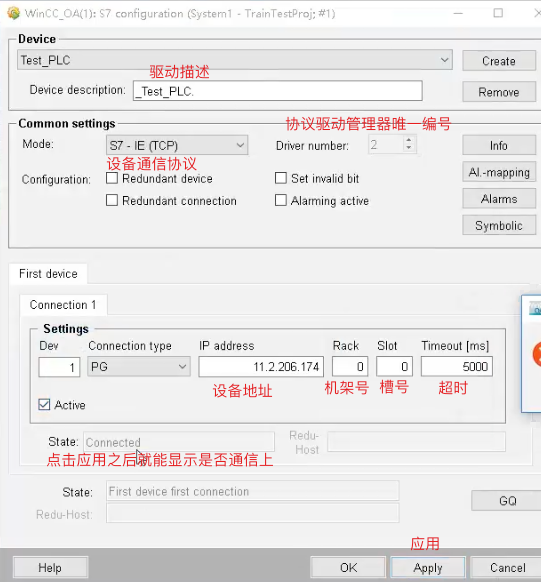 WinCC_OA(1): S7 configuration (System1 - TrainTestProj; #1)
Device
Test_PLC
Create
驱动描述
Device description:
_Test_PLC.
Remove
Common settings
协议驱动管理器唯一编号
Mode:
S7 - IE (TCP)
Driver number:
2
Info
设备通信协议
Configuration:
Redundant device
Set invalid bit
Al.-mapping
Redundant connection
Alarming active
Alarms
Symbolic
First device
Connection 1
Settings
Dev
Connection type
IP address
Rack
Slot
Timeout [ms]
1
PG
11.2.206.174
0
0
5000
设备地址
机架号
槽号
超时
Active
State:
Connected
Redu-
Host
点击应用之后就能显示是否通信上
State:
First device first connection
GQ
Redu-Host:
应用
Help
OK
Apply
Cancel